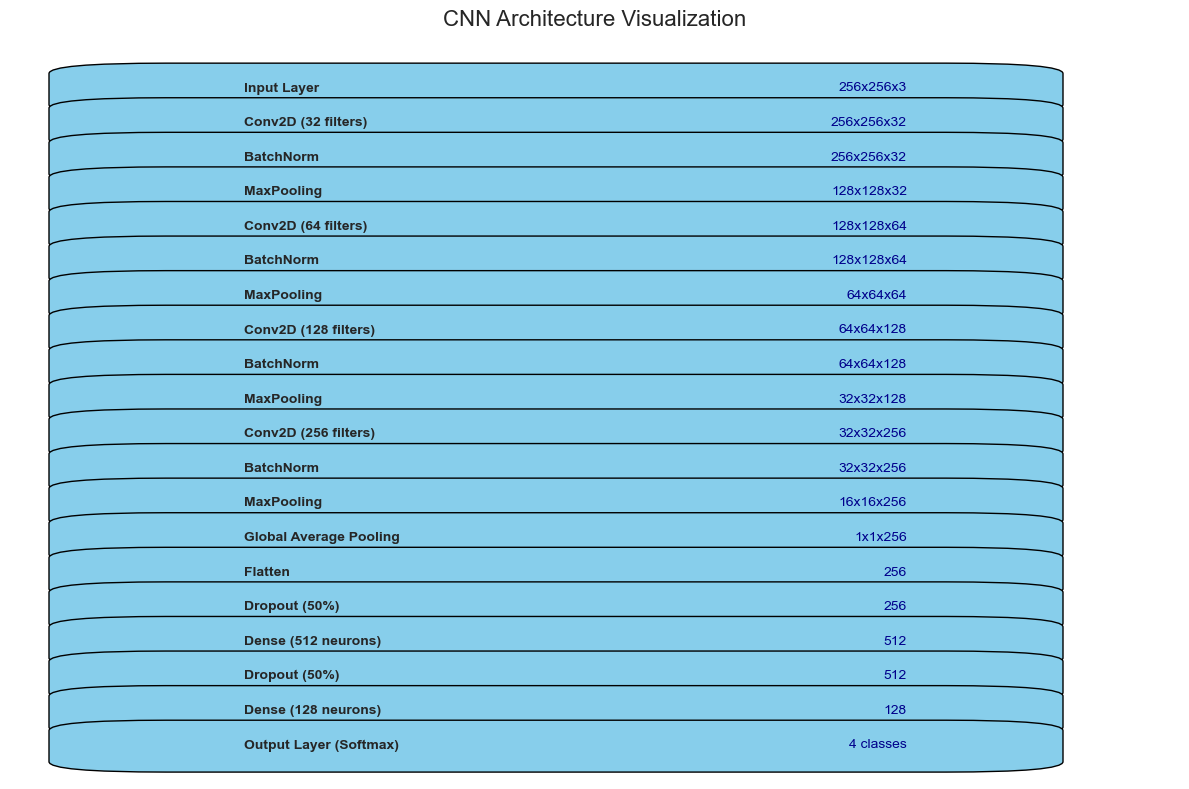 CNN Architecture Visualization
Input Layer 256x256x3
Conv2D (32 filters) 256x256x32
BatchNorm 256x256x32
MaxPooling 128x128x32
Conv2D (64 filters) 128x128x64
BatchNorm 128x128x64
MaxPooling 64x64x64
Conv2D (128 filters) 64x64x128
BatchNorm 64x64x128
MaxPooling 32x32x128
Conv2D (256 filters) 32x32x256
BatchNorm 32x32x256
MaxPooling 16x16x256
Global Average Pooling 1x1x256
Flatten 256
Dropout (50%) 256
Dense (512 neurons) 512
Dropout (50%) 512
Dense (128 neurons) 128
Output Layer (Softmax) 4 classes